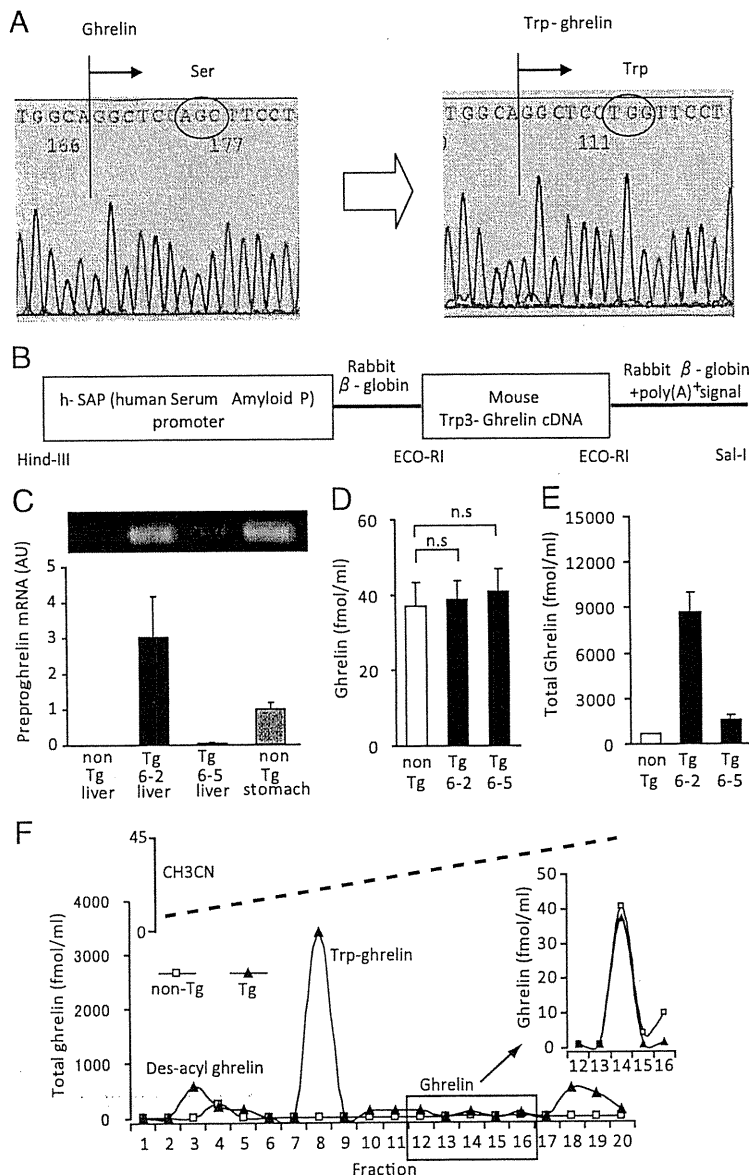 A
Ghrelin
Trp-ghrelin
Ser
Trp
TGGCAGGCTC AGC TTCCT
166
177
TGGCAGGCTCCTGGTTCCT
111
B
h-SAP (human Serum Amyloid P) promoter
Rabbit β-globin
Mouse Trp3-Ghrelin cDNA
Rabbit β-globin +poly(A)+signal
Hind-III
ECO-RI
ECO-RI
Sal-I
C
Preproghrelin mRNA (AU)
5
4
3
2
1
0
non Tg liver
Tg 6-2 liver
Tg 6-5 liver
non Tg stomach
D
Ghrelin (fmol/ml)
60
40
20
0
n.s
n.s
non Tg
Tg 6-2
Tg 6-5
E
Total Ghrelin (fmol/ml)
15000
12000
9000
6000
3000
0
non Tg
Tg 6-2
Tg 6-5
F
45
CH3CN
0
Total ghrelin (fmol/ml)
4000
3000
2000
1000
0
non-Tg
Tg
Trp-ghrelin
Des-acyl ghrelin
Ghrelin
Ghrelin (fmol/ml)
50
40
30
20
10
0
12 13 14 15 16
1 2 3 4 5 6 7 8 9 10 11 12 13 14 15 16 17 18 19 20
Fraction